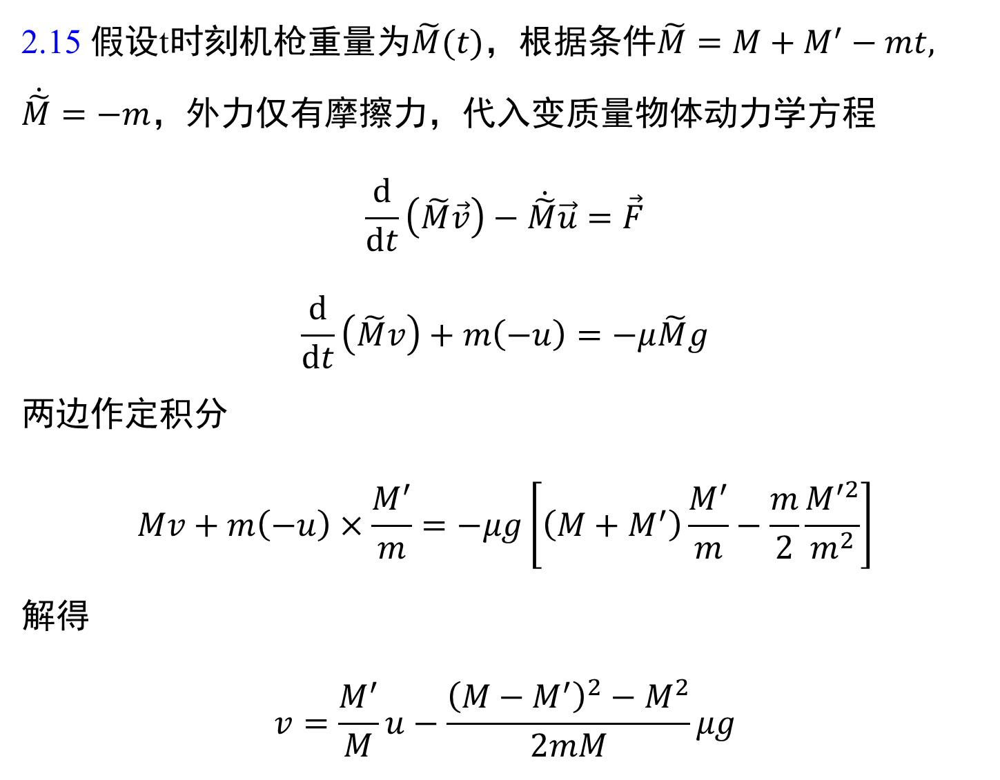 2.15 假设t时刻机枪重量为$\widetilde{M}(t)$，根据条件$\widetilde{M} = M + M' - mt$,
$\dot{\widetilde{M}} = -m$，外力仅有摩擦力，代入变质量物体动力学方程
$\frac{\mathrm{d}}{\mathrm{d}t}(\widetilde{M}\vec{v}) - \dot{\widetilde{M}}\vec{u} = \vec{F}$
$\frac{\mathrm{d}}{\mathrm{d}t}(\widetilde{M}v) + m(-u) = -\mu\widetilde{M}g$
两边作定积分
$Mv + m(-u) \times \frac{M'}{m} = -\mu g\left[(M + M')\frac{M'}{m} - \frac{m}{2}\frac{M'^2}{m^2}\right]$
解得
$v = \frac{M'}{M}u - \frac{(M - M')^2 - M^2}{2mM}\mu g$